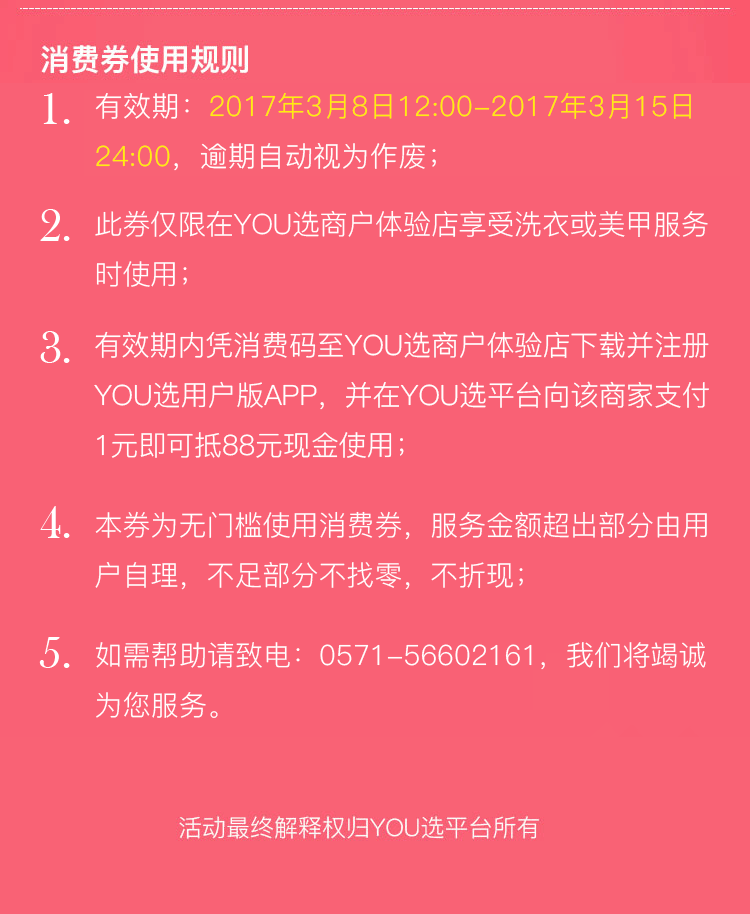 消费券使用规则
1. 有效期：2017年3月8日12:00-2017年3月15日
24:00，逾期自动视为作废；
2. 此券仅限在YOU选商户体验店享受洗衣或美甲服务
时使用；
3. 有效期内凭消费码至YOU选商户体验店下载并注册
YOU选用户版APP，并在YOU选平台向该商家支付
1元即可抵88元现金使用；
4. 本券为无门槛使用消费券，服务金额超出部分由用
户自理，不足部分不找零，不折现；
5. 如需帮助请致电：0571-56602161，我们将竭诚
为您服务。
活动最终解释权归YOU选平台所有